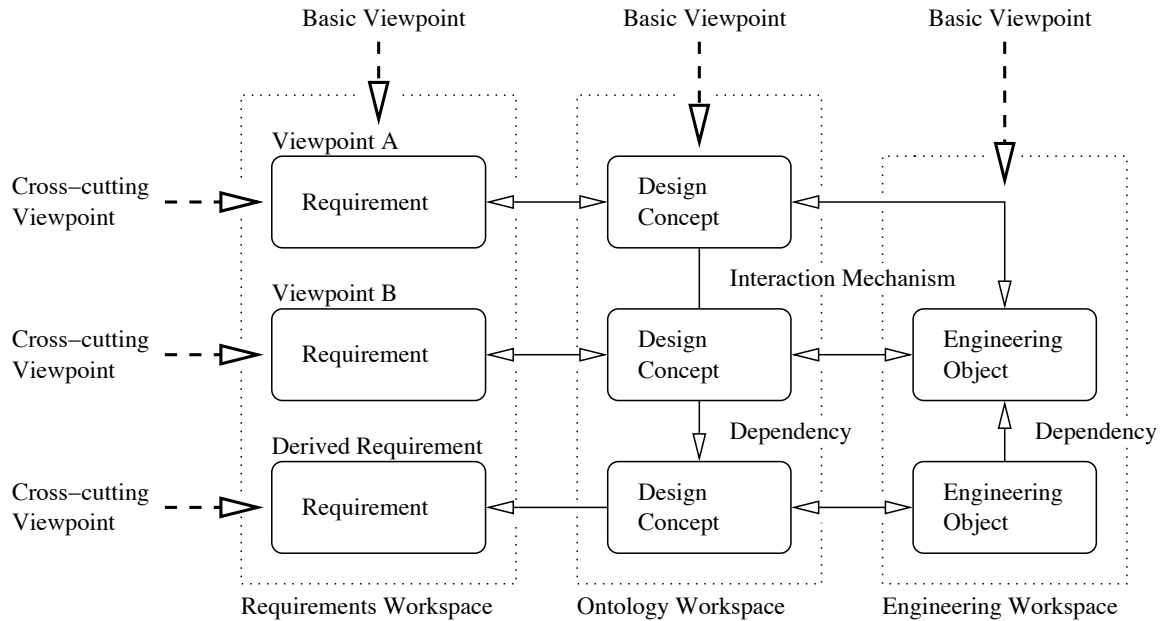 Basic Viewpoint
Basic Viewpoint
Basic Viewpoint
Viewpoint A
Cross−cutting
Viewpoint
Requirement
Design
Concept
Interaction Mechanism
Viewpoint B
Cross−cutting
Viewpoint
Requirement
Design
Concept
Engineering
Object
Dependency
Dependency
Derived Requirement
Cross−cutting
Viewpoint
Requirement
Design
Concept
Engineering
Object
Requirements Workspace
Ontology Workspace
Engineering Workspace